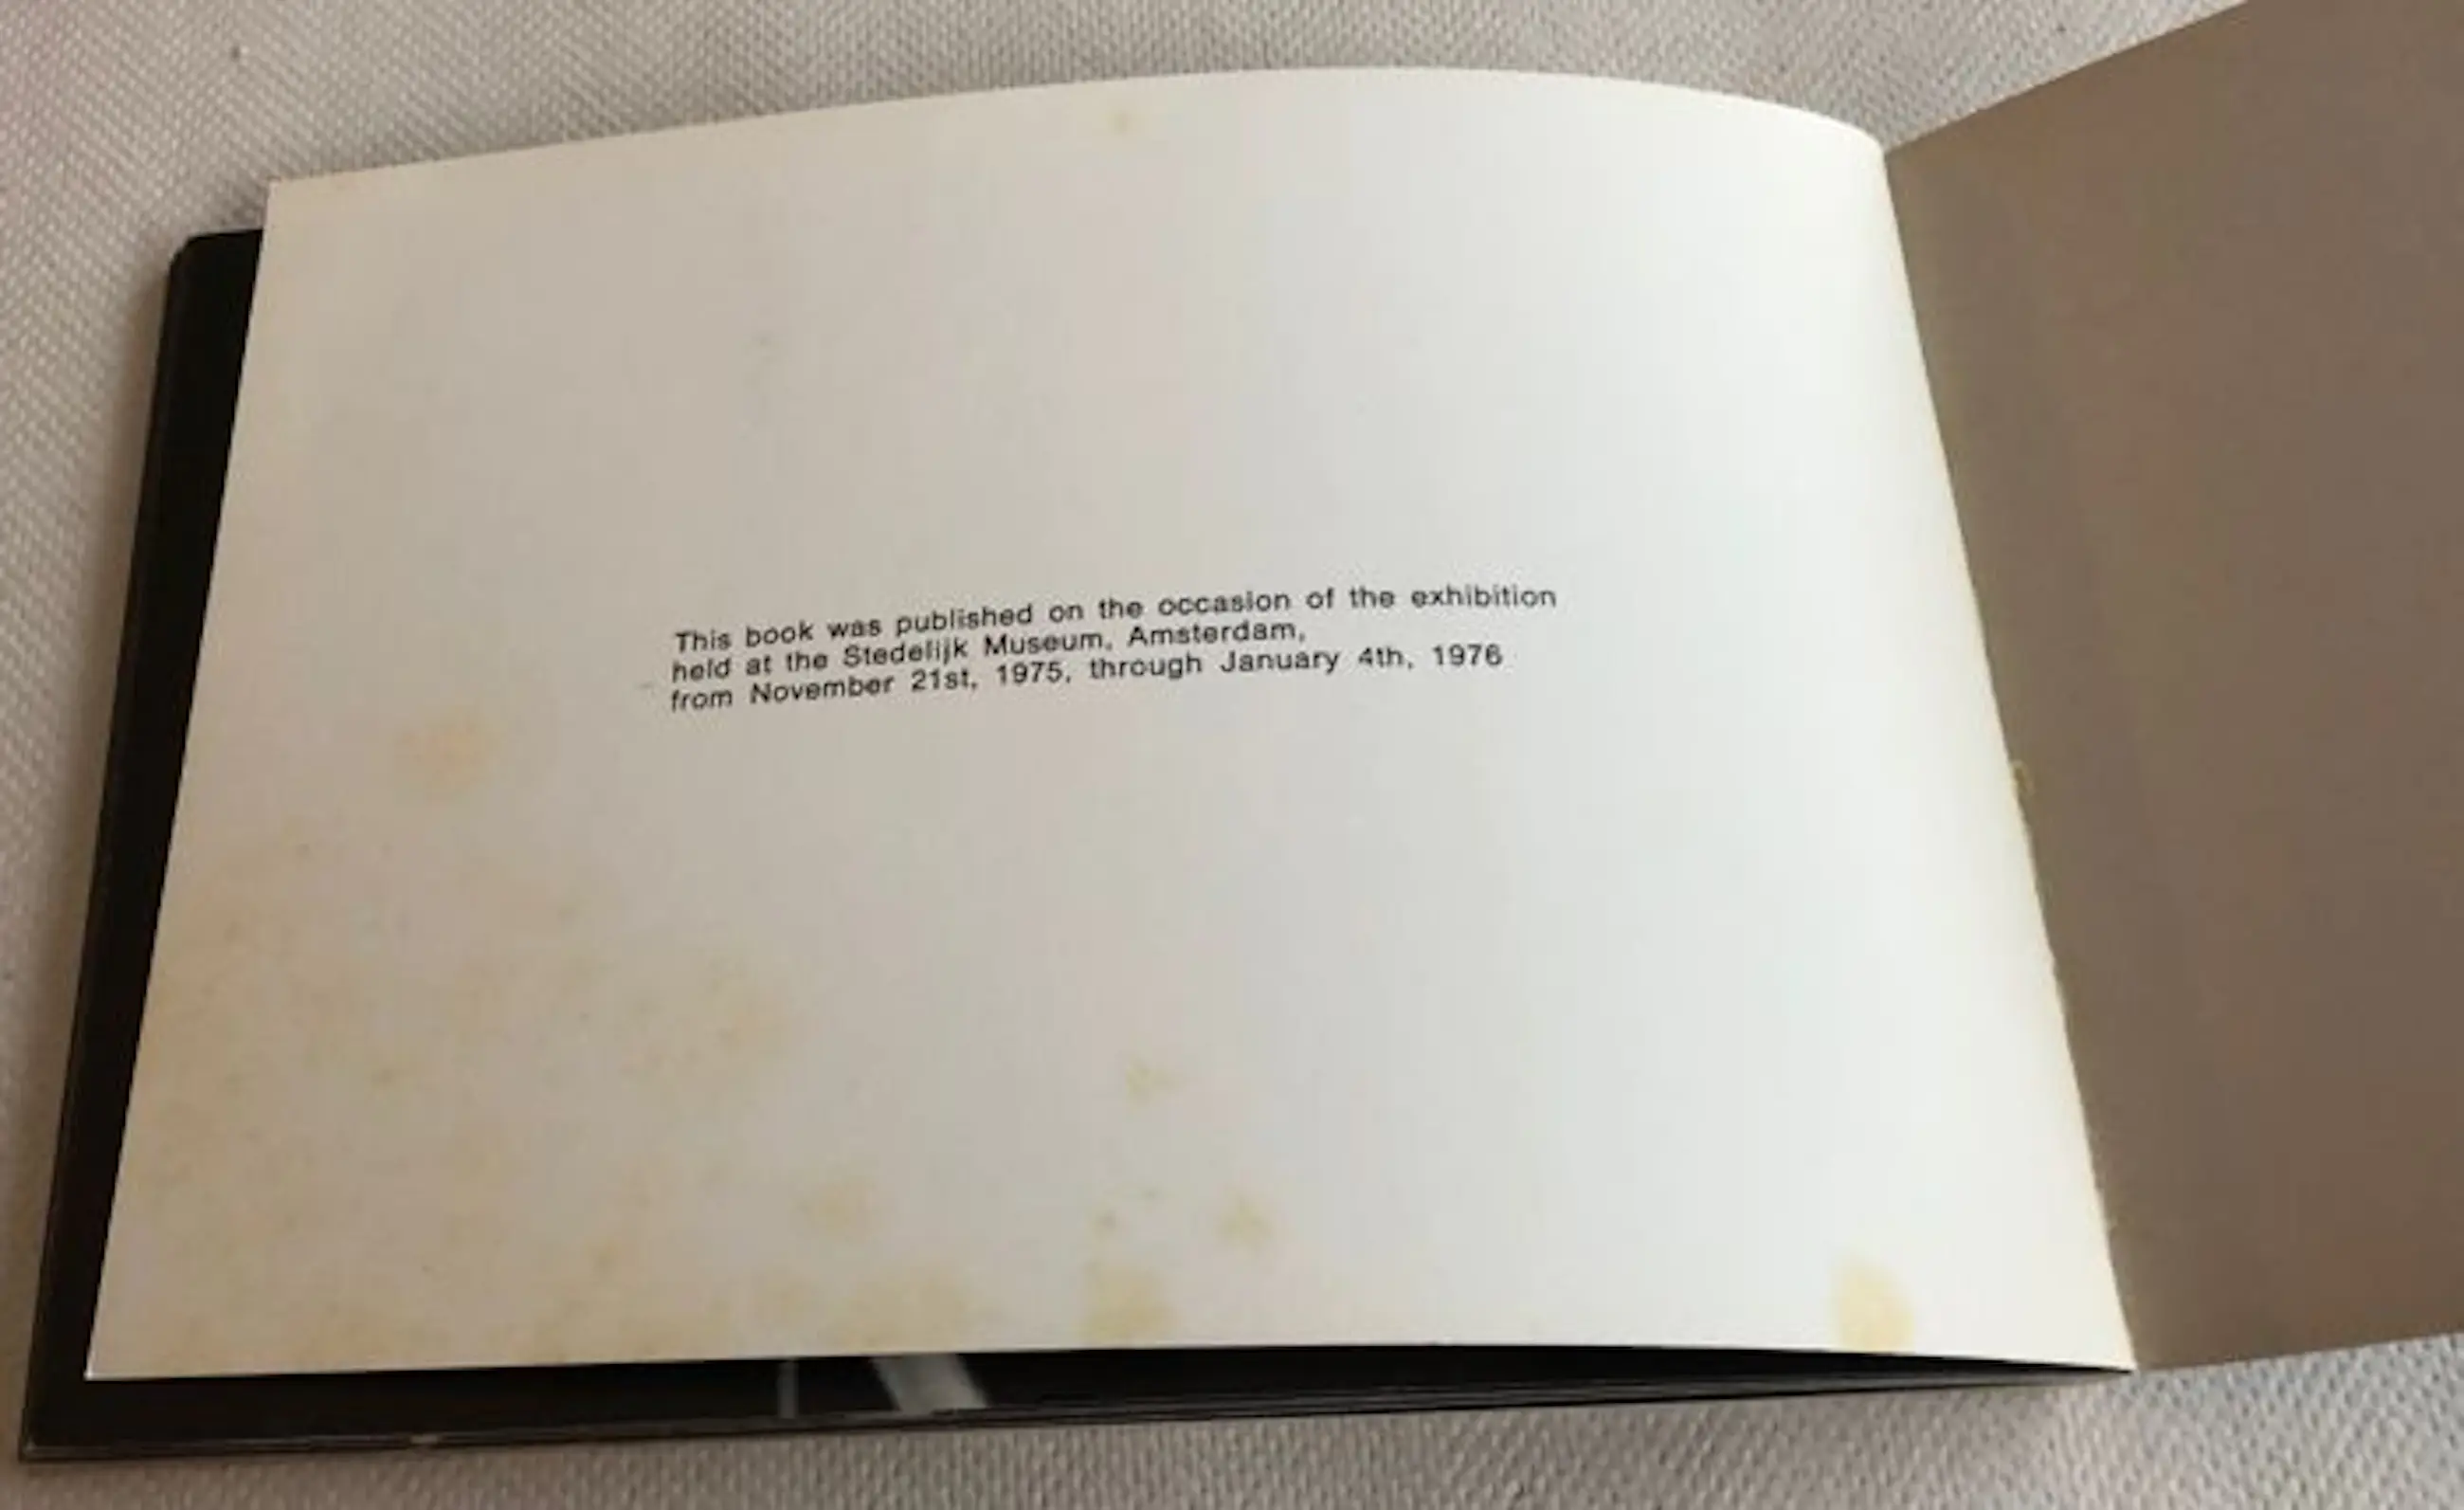 This book was published on the occasion of the exhibition
held at the Stedelijk Museum, Amsterdam,
from November 21st, 1975, through January 4th, 1976